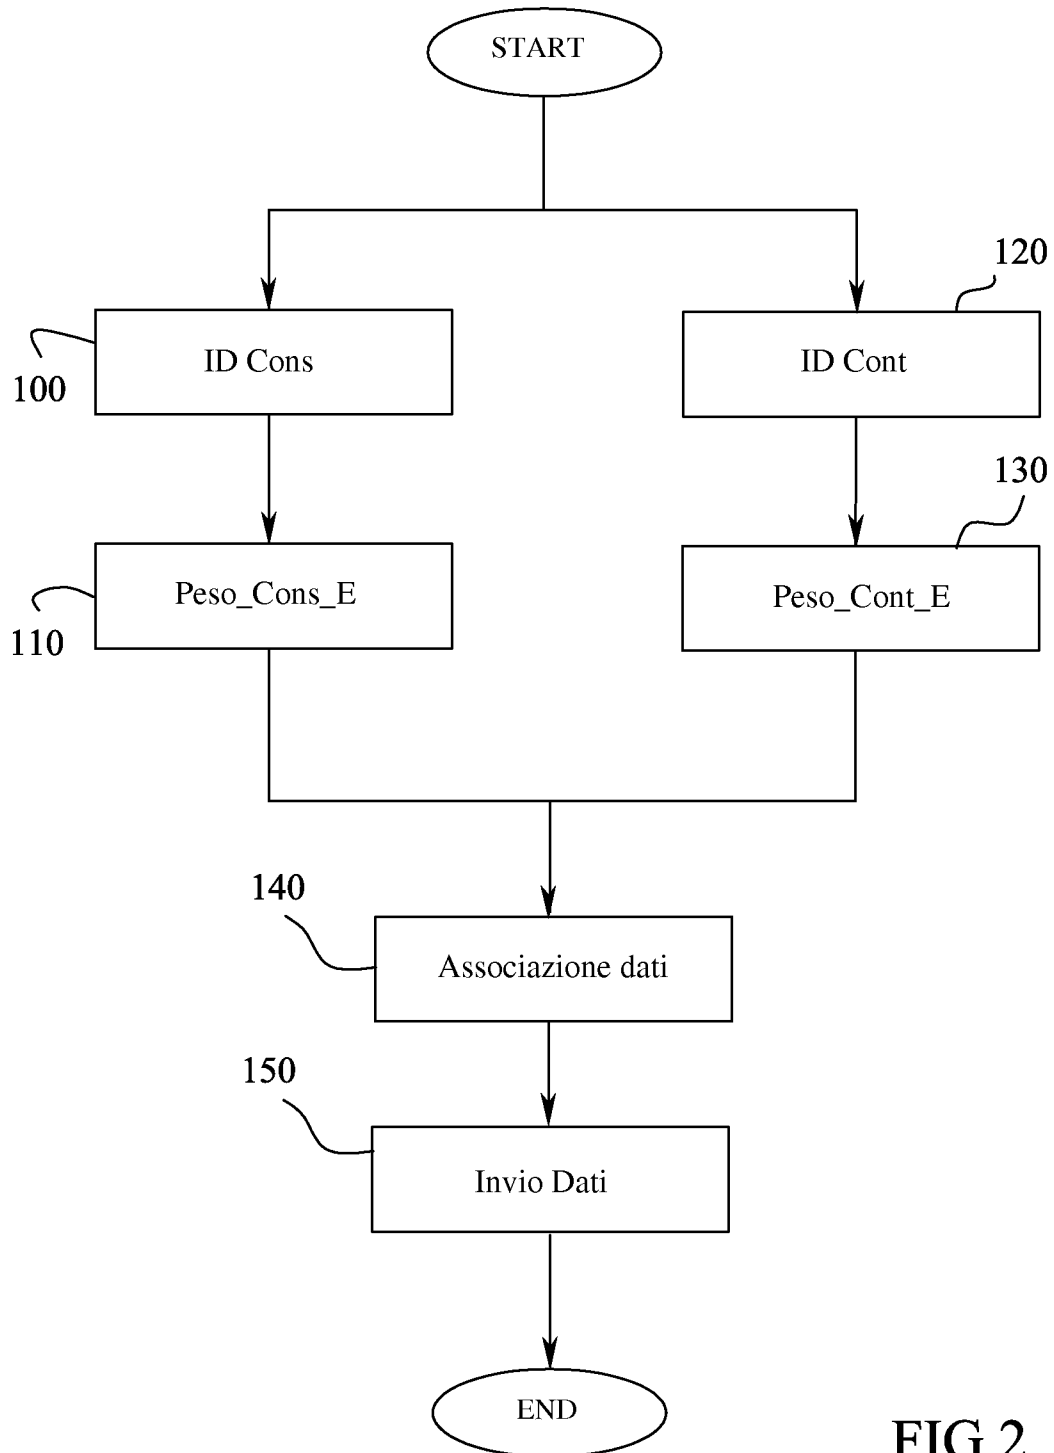 START
120
ID Cons
ID Cont
100
130
Peso_Cons_E
Peso_Cont_E
110
140
Associazione dati
150
Invio Dati
END
FIG.2